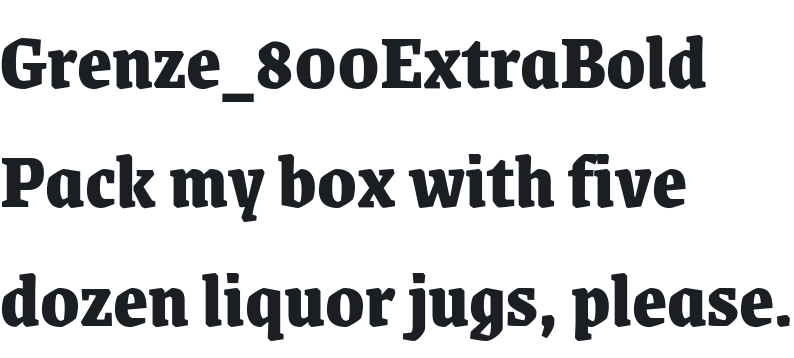 Grenze_800ExtraBold
Pack my box with five
dozen liquor jugs, please.